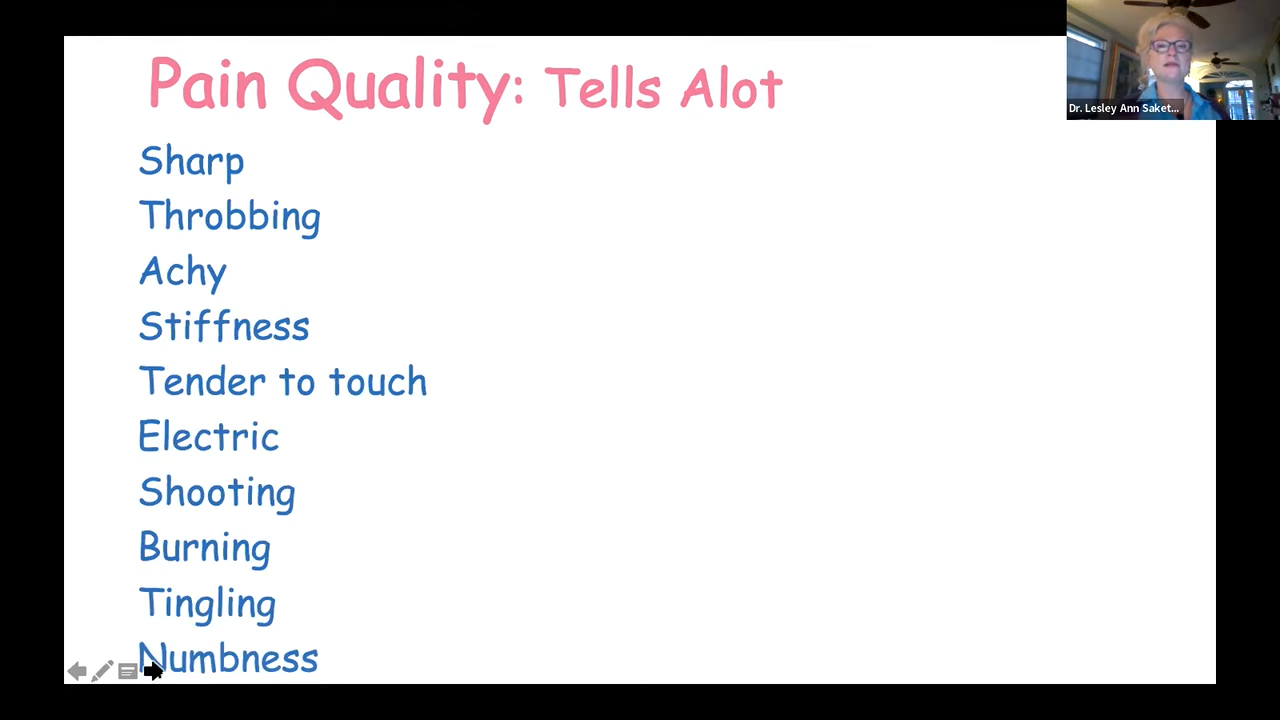 Pain Quality: Tells Alot
Dr. Lesley Ann Saket...
Sharp
Throbbing
Achy
Stiffness
Tender to touch
Electric
Shooting
Burning
Tingling
Numbness